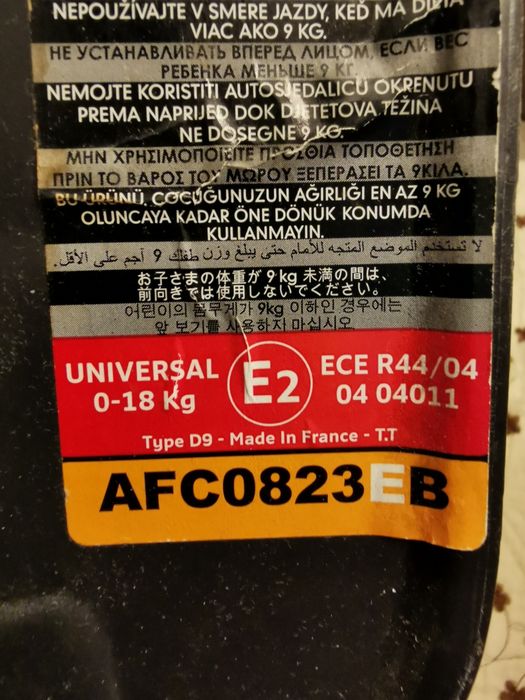 NEPOUŽÍVAJTE V SMERE JAZDY, KEĎ MÁ DIEŤA
VIAC AKO 9 KG.
НЕ УСТАНАВЛИВАТЬ ВПЕРЕД ЛИЦОМ, ЕСЛИ ВЕС
РЕБЕНКА МЕНЬШЕ 9 КГ.
NEMOJTE KORISTITI AUTOSJEDALICU OKRENUTU
PREMA NAPRIJED DOK DJETETOVA TEŽINA
NE DOSEGNE 9 KG.
ΜΗΝ ΧΡΗΣΙΜΟΠΟΙΕΙΤΕ ΠΡΟΣΘΙΑ ΤΟΠΟΘΕΤΗΣΗ
ΠΡΙΝ ΤΟ ΒΑΡΟΣ ΤΟΥ ΜΩΡΟΥ ΞΕΠΕΡΑΣΕΙ ΤΑ 9ΚΙΛΑ.
BU ÜRÜNÜ, ÇOCUĞUNUZUN AĞIRLIĞI EN AZ 9 KG
OLUNCAYA KADAR ÖNE DÖNÜK KONUMDA
KULLANMAYIN.
لا تستخدم الموضع المتجه للأمام حتى يبلغ وزن طفلك 9 كجم على الأقل.
お子さまの体重が 9 kg 未満の間は、
前向きでは使用しないでください。
어린이의 몸무게가 9kg 이하인 경우에는
앞 보기를 사용하지 마십시오.
UNIVERSAL
0-18 Kg
E2
ECE R44/04
04 04011
Type D9 - Made In France - T.T
AFC0823EB